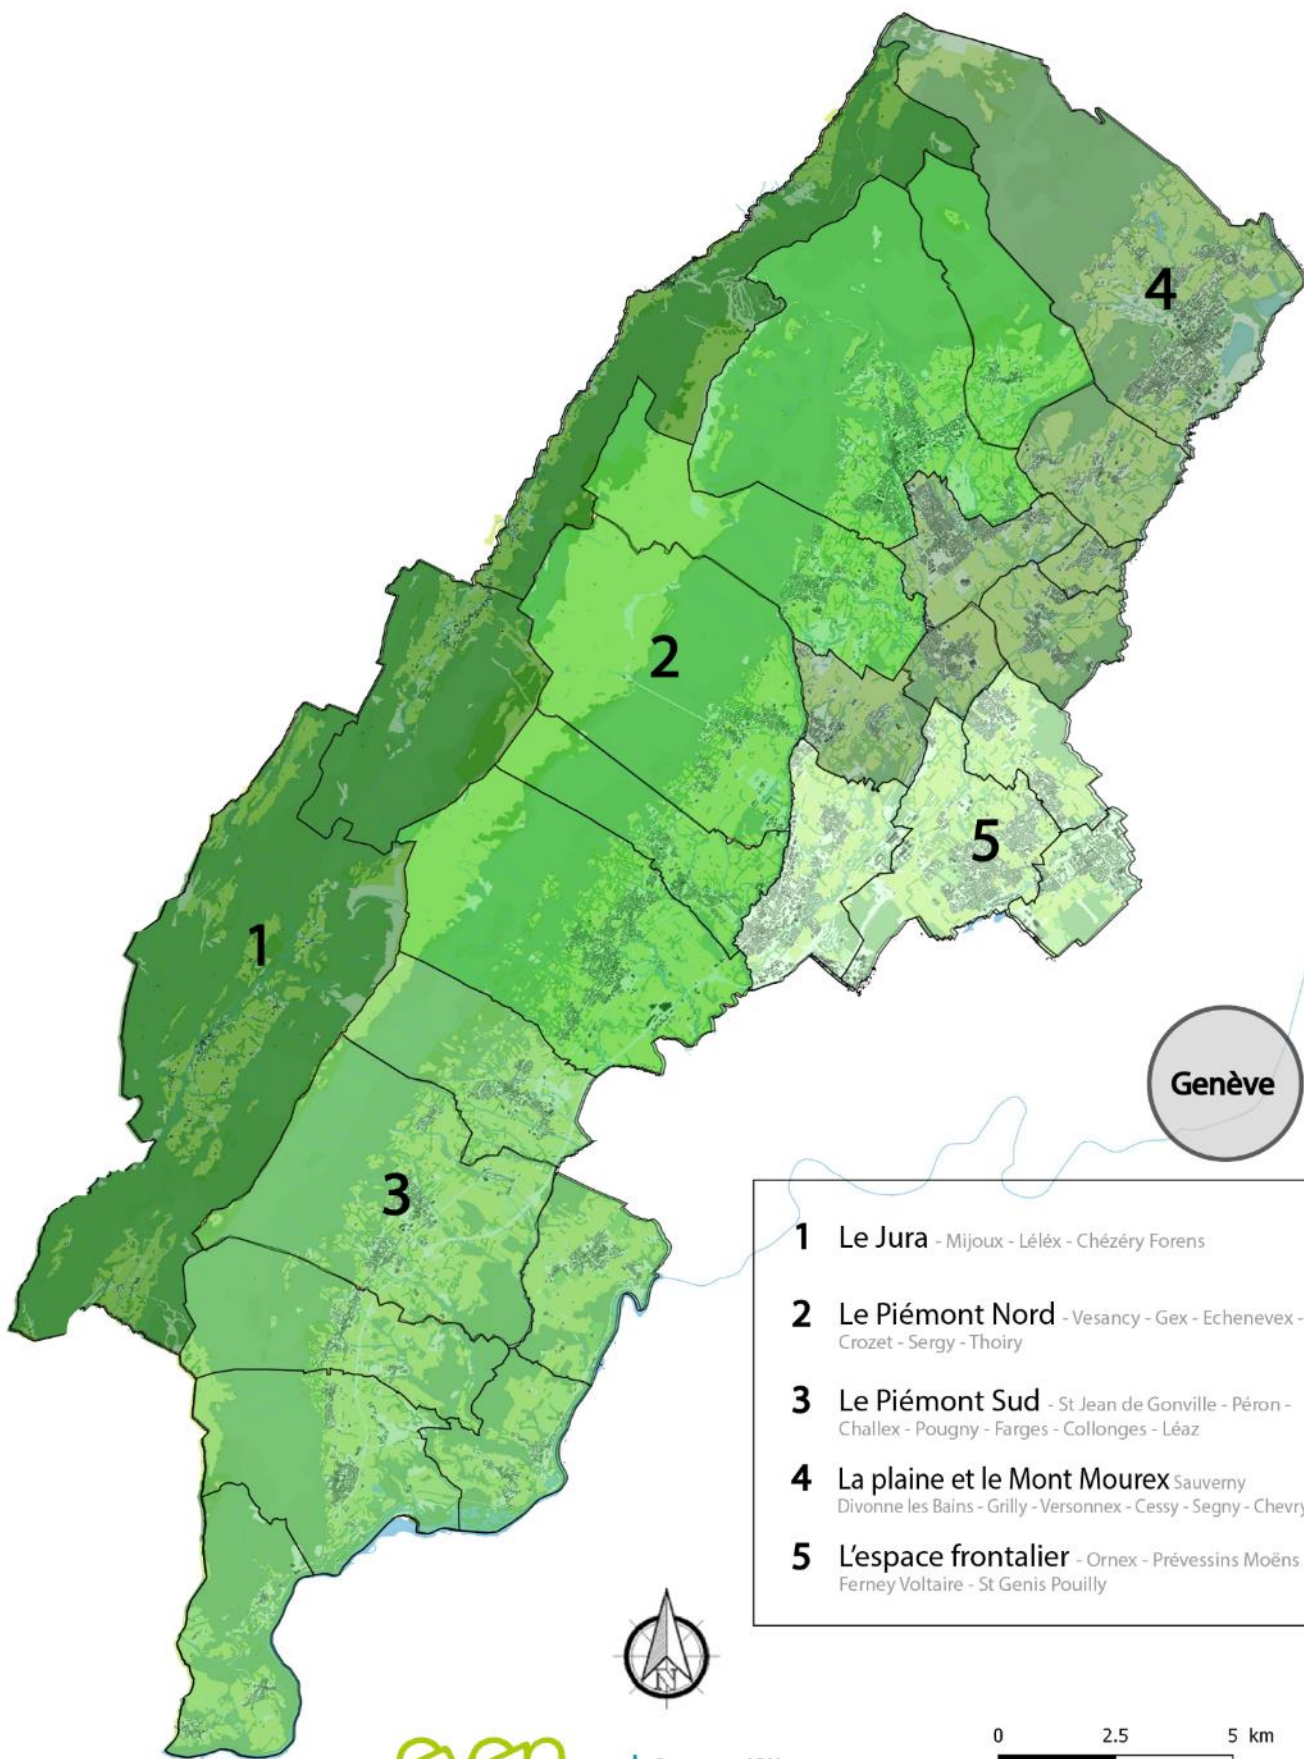 4
2
5
1
Genève
3
1 Le Jura - Mijoux - Léléx - Chézéry Forens
2 Le Piémont Nord - Vesancy - Gex - Echenevex -
Crozet - Sergy - Thoiry
3 Le Piémont Sud - St Jean de Gonville - Péron -
Challex - Pougny - Farges - Collonges - Léaz
4 La plaine et le Mont Mourex Sauverny
Divonne les Bains - Grilly - Versonnex - Cessy - Segny - Chevry
5 L'espace frontalier - Ornex - Prévessins Moëns
Ferney Voltaire - St Genis Pouilly
N
0 2.5 5 km
even